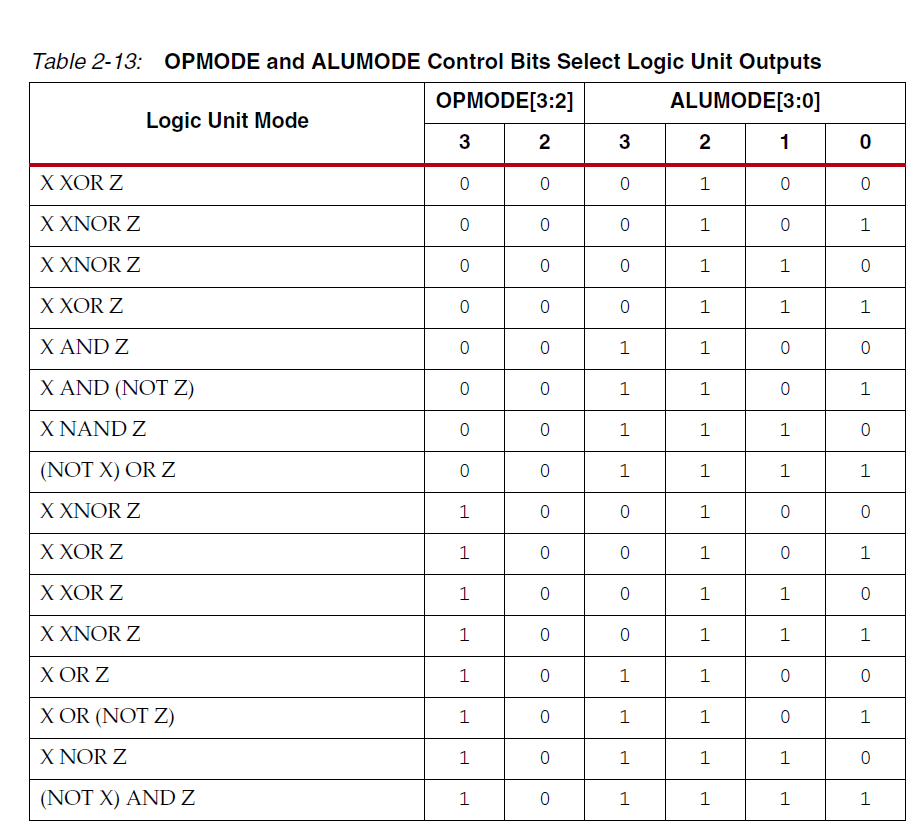 Table 2-13: OPMODE and ALUMODE Control Bits Select Logic Unit Outputs
Logic Unit Mode OPMODE[3:2] ALUMODE[3:0]
3 2 3 2 1 0
X XOR Z 0 0 0 1 0 0
X XNOR Z 0 0 0 1 0 1
X XNOR Z 0 0 0 1 1 0
X XOR Z 0 0 0 1 1 1
X AND Z 0 0 1 1 0 0
X AND (NOT Z) 0 0 1 1 0 1
X NAND Z 0 0 1 1 1 0
(NOT X) OR Z 0 0 1 1 1 1
X XNOR Z 1 0 0 1 0 0
X XOR Z 1 0 0 1 0 1
X XOR Z 1 0 0 1 1 0
X XNOR Z 1 0 0 1 1 1
X OR Z 1 0 1 1 0 0
X OR (NOT Z) 1 0 1 1 0 1
X NOR Z 1 0 1 1 1 0
(NOT X) AND Z 1 0 1 1 1 1